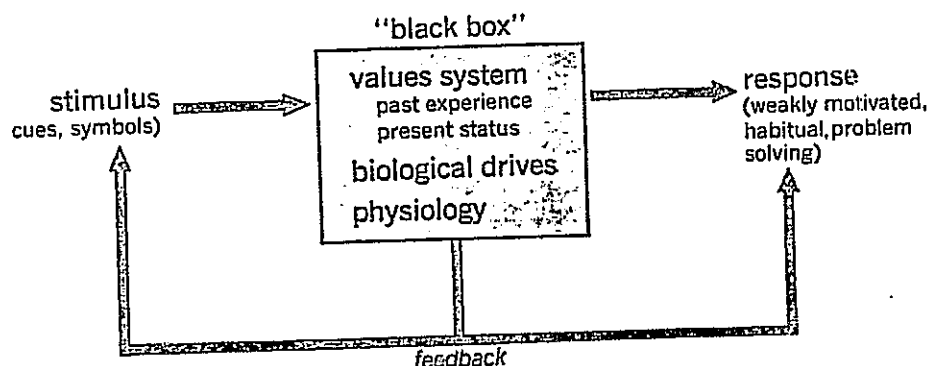 "black box"
stimulus
cues, symbols)
values system
past experience
present status
biological drives
physiology
response
(weakly motivated,
habitual, problem
solving)
feedback